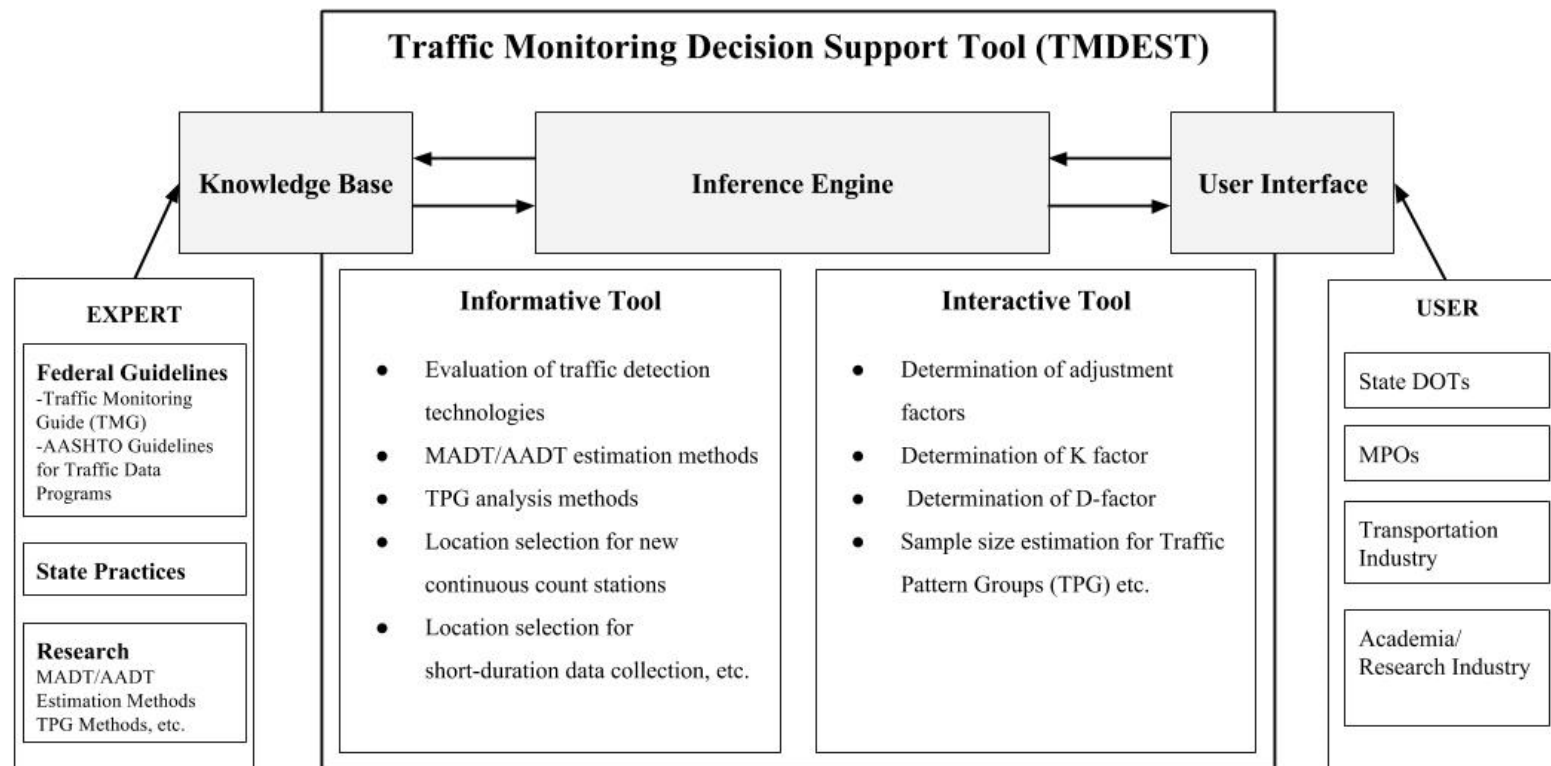 Traffic Monitoring Decision Support Tool (TMDEST)
Knowledge Base
Inference Engine
User Interface
EXPERT
Federal Guidelines
-Traffic Monitoring
Guide (TMG)
-AASHTO Guidelines
for Traffic Data
Programs
State Practices
Research
MADT/AADT
Estimation Methods
TPG Methods, etc.
Informative Tool
● Evaluation of traffic detection
technologies
● MADT/AADT estimation methods
● TPG analysis methods
● Location selection for new
continuous count stations
● Location selection for
short-duration data collection, etc.
Interactive Tool
● Determination of adjustment
factors
● Determination of K factor
● Determination of D-factor
● Sample size estimation for Traffic
Pattern Groups (TPG) etc.
USER
State DOTs
MPOs
Transportation
Industry
Academia/
Research Industry